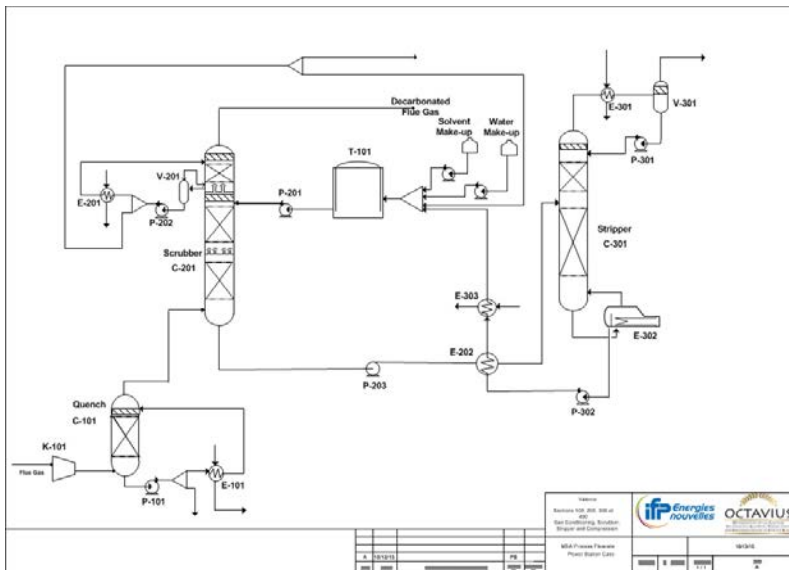 Decarbonated
Flue Gas
Solvent
Make-up
Water
Make-up
E-301
V-301
P-301
T-101
V-201
E-201
P-202
P-201
Scrubber
C-201
Stripper
C-301
E-303
E-302
E-202
P-203
P-302
Quench
C-101
K-101
Flue Gas
P-101
E-101
ifp Energies
nouvelles
OCTAVIUS
MEA Process Flowsheet
Power Station Case
A